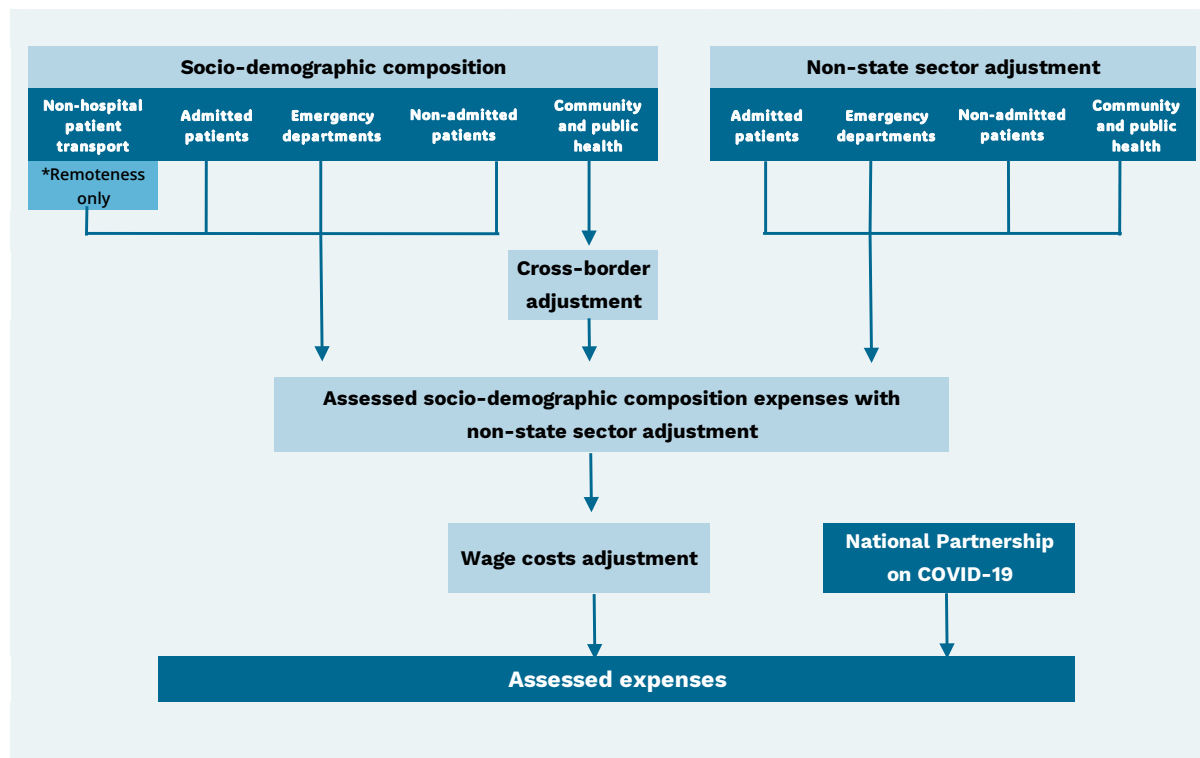 Socio-demographic composition
Non-hospital
patient
transport
Admitted
patients
Emergency
departments
Non-admitted
patients
Community
and public
health
*Remoteness
only
Non-state sector adjustment
Admitted
patients
Emergency
departments
Non-admitted
patients
Community
and public
health
Cross-border
adjustment
Assessed socio-demographic composition expenses with
non-state sector adjustment
Wage costs adjustment
National Partnership
on COVID-19
Assessed expenses